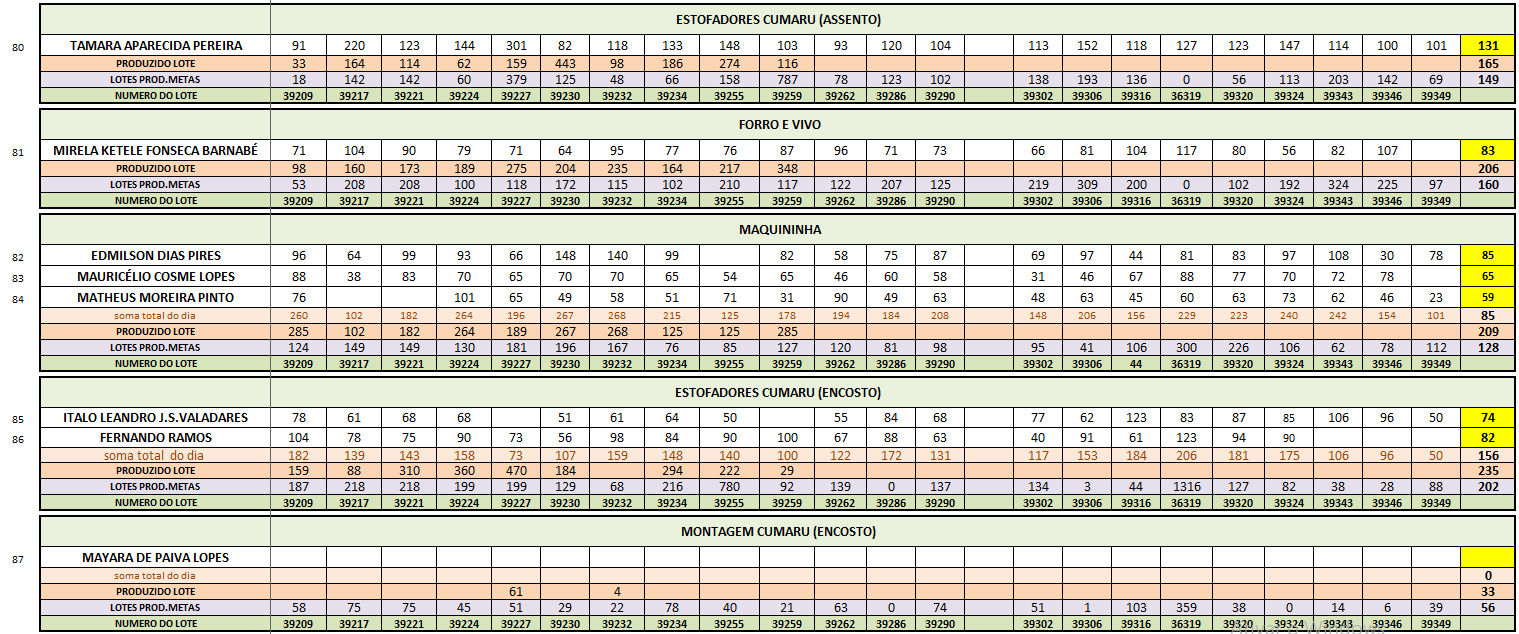 ESTOFADORES CUMARU (ASSENTO)
80 TAMARA APARECIDA PEREIRA 91 220 123 144 301 82 118 133 148 103 93 120 104 113 152 118 127 123 147 114 100 101 131
PRODUZIDO LOTE 33 164 114 62 159 443 98 186 274 116 165
LOTES PROD.METAS 18 142 142 60 379 125 48 66 158 787 78 123 102 138 193 136 0 56 113 203 142 69 149
NUMERO DO LOTE 39209 39217 39221 39224 39227 39230 39232 39234 39255 39259 39262 39286 39290 39302 39306 39316 36319 39320 39324 39343 39346 39349
FORRO E VIVO
81 MIRELA KETELE FONSECA BARNABÉ 71 104 90 79 71 64 95 77 76 87 96 71 73 66 81 104 117 80 56 82 107 83
PRODUZIDO LOTE 98 160 173 189 275 204 235 164 217 348 206
LOTES PROD.METAS 53 208 208 100 118 172 115 102 210 117 122 207 125 219 309 200 0 102 192 324 225 97 160
NUMERO DO LOTE 39209 39217 39221 39224 39227 39230 39232 39234 39255 39259 39262 39286 39290 39302 39306 39316 36319 39320 39324 39343 39346 39349
MAQUININHA
82 EDMILSON DIAS PIRES 96 64 99 93 66 148 140 99 82 58 75 87 69 97 44 81 83 97 108 30 78 85
83 MAURICÉLIO COSME LOPES 88 38 83 70 65 70 70 65 54 65 46 60 58 31 46 67 88 77 70 72 78 65
84 MATHEUS MOREIRA PINTO 76 101 65 49 58 51 71 31 90 49 63 48 63 45 60 63 73 62 46 23 59
soma total do dia 260 102 182 264 196 267 268 215 125 178 194 184 208 148 206 156 229 223 240 242 154 101 85
PRODUZIDO LOTE 285 102 182 264 189 267 268 125 125 285 209
LOTES PROD.METAS 124 149 149 130 181 196 167 76 85 127 120 81 98 95 41 106 300 226 106 62 78 112 128
NUMERO DO LOTE 39209 39217 39221 39224 39227 39230 39232 39234 39255 39259 39262 39286 39290 39302 39306 44 36319 39320 39324 39343 39346 39349
ESTOFADORES CUMARU (ENCOSTO)
85 ITALO LEANDRO J.S.VALADARES 78 61 68 68 51 61 64 50 55 84 68 77 62 123 83 87 85 106 96 50 74
86 FERNANDO RAMOS 104 78 75 90 73 56 98 84 90 100 67 88 63 40 91 61 123 94 90 82
soma total do dia 182 139 143 158 73 107 159 148 140 100 122 172 131 117 153 184 206 181 175 106 96 50 156
PRODUZIDO LOTE 159 88 310 360 470 184 294 222 29 235
LOTES PROD.METAS 187 218 218 199 199 129 68 216 780 92 139 0 137 134 3 44 1316 127 82 38 28 88 202
NUMERO DO LOTE 39209 39217 39221 39224 39227 39230 39232 39234 39255 39259 39262 39286 39290 39302 39306 39316 36319 39320 39324 39343 39346 39349
MONTAGEM CUMARU (ENCOSTO)
87 MAYARA DE PAIVA LOPES
soma total do dia 0
PRODUZIDO LOTE 61 4 33
LOTES PROD.METAS 58 75 75 45 51 29 22 78 40 21 63 0 74 51 1 103 359 38 0 14 6 39 56
NUMERO DO LOTE 39209 39217 39221 39224 39227 39230 39232 39234 39255 39259 39262 39286 39290 39302 39306 39316 36319 39320 39324 39343 39346 39349
Ativar o Windows